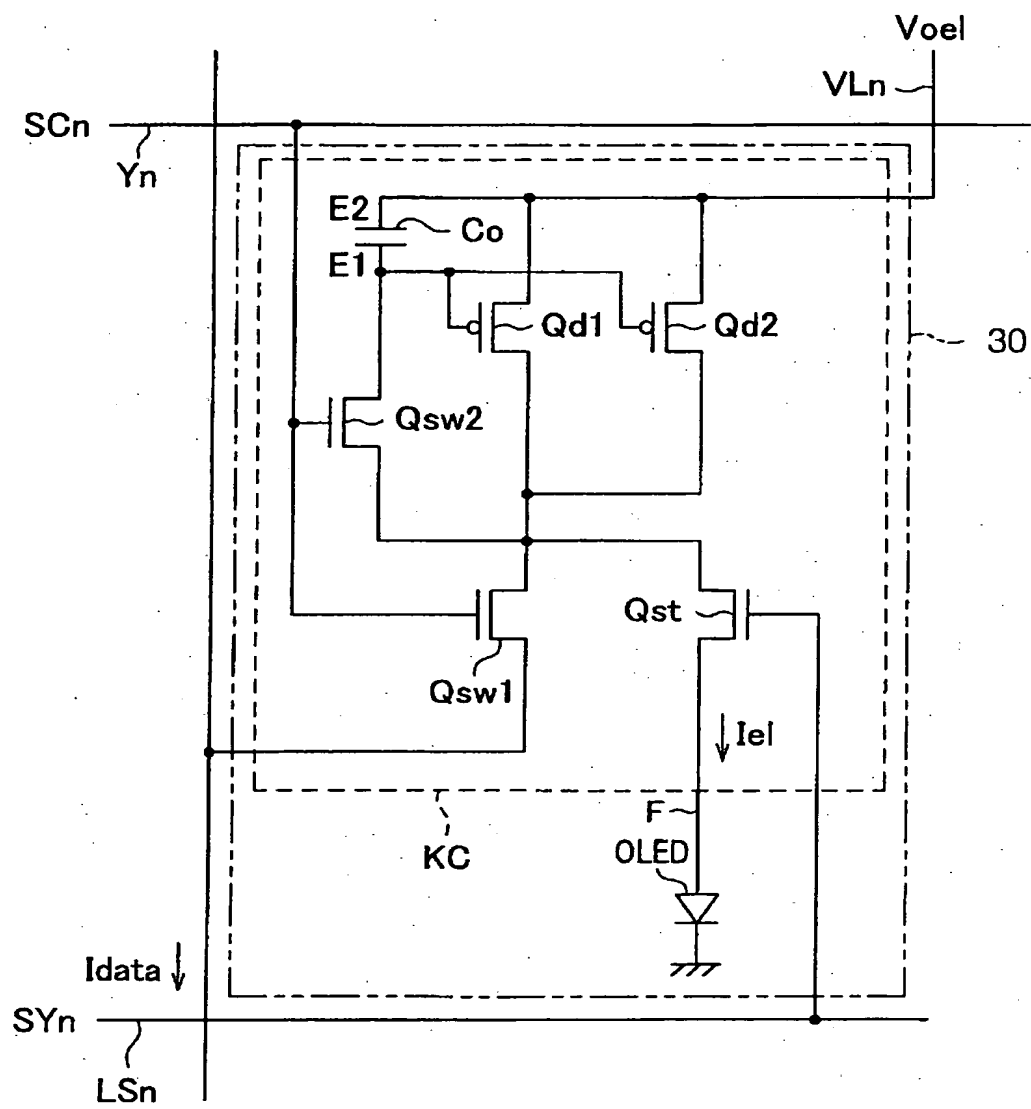 Voel
VLn
SCn
Yn
E2
Co
E1
Qd1
Qd2
30
Qsw2
Qst
Qsw1
Iel
F
KC
OLED
Idata
SYn
LSn